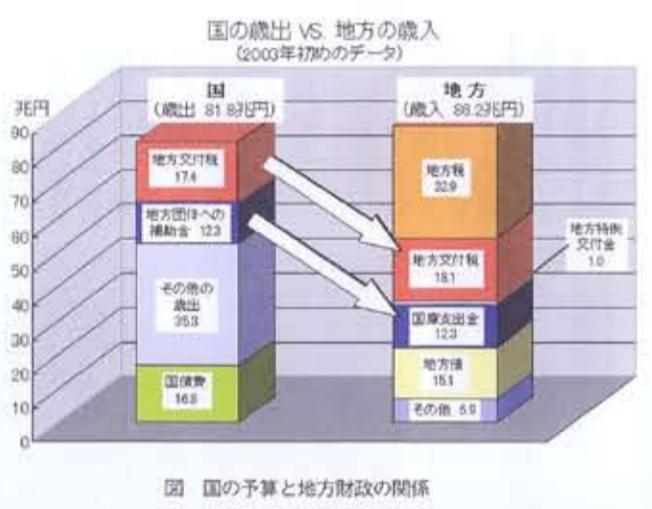 国の歳出 VS. 地方の歳入
(2003年初めのデータ)
兆円
国
(歳出 81.8兆円)
地方
(歳入 86.2兆円)
90
80
70
60
50
40
30
20
10
0
地方交付税
17.4
地方団体への
補助金 12.3
その他の
歳出
35.3
国債費
16.8
地方税
32.9
地方交付税
18.1
国庫支出金
12.3
地方債
15.1
その他 6.9
地方特例
交付金
1.0
図 国の予算と地方財政の関係